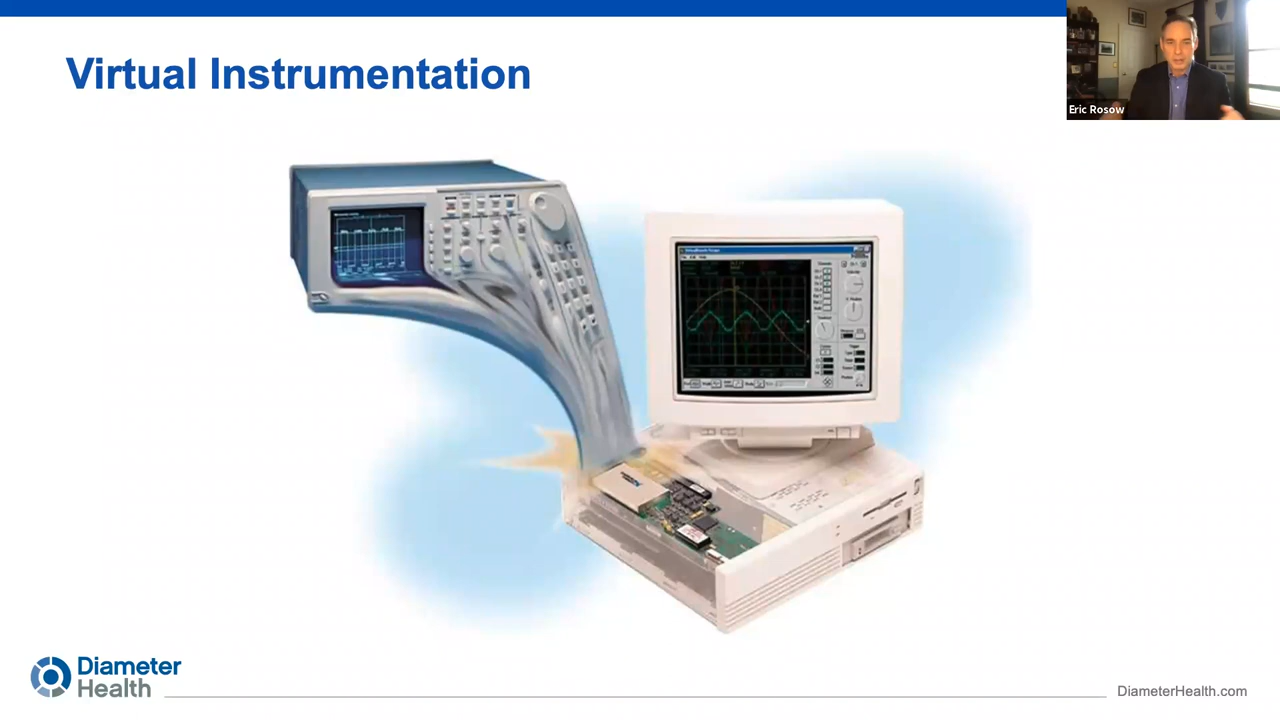 Virtual Instrumentation
Eric Rosow
Diameter
Health
DiameterHealth.com